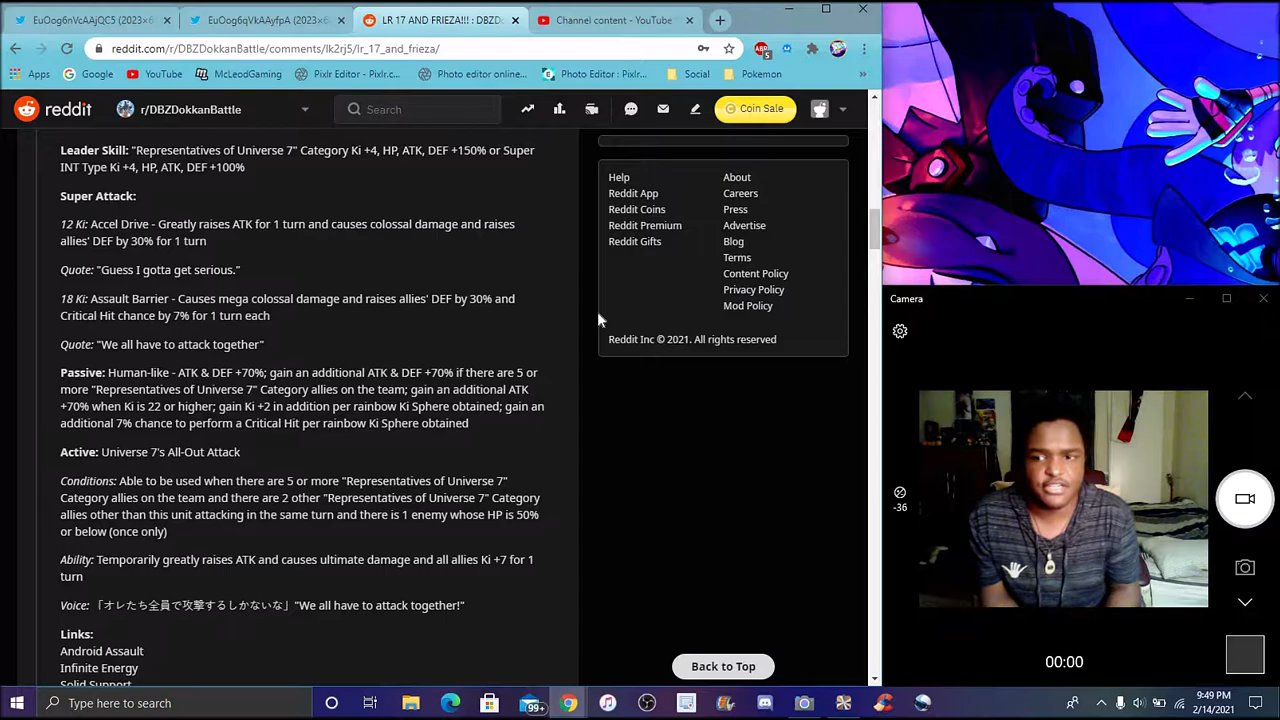 EuOog6nVcAAjQC5 (2023×6
EuOog6qVkAAyfpA (2023×6
LR 17 AND FRIEZA!!! : DBZD
Channel content - YouTube
reddit.com/r/DBZDokkanBattle/comments/lk2rj5/lr_17_and_frieza/
ABP
5
Apps
Google
YouTube
McLeodGaming
Pixlr Editor - Pixlr.c...
Photo editor online...
Photo Editor : Pixlr...
Social
Pokemon
»
reddit
r/DBZDokkanBattle
Search
Coin Sale
Leader Skill: "Representatives of Universe 7" Category Ki +4, HP, ATK, DEF +150% or Super
INT Type Ki +4, HP, ATK, DEF +100%
Super Attack:
12 Ki: Accel Drive - Greatly raises ATK for 1 turn and causes colossal damage and raises
allies' DEF by 30% for 1 turn
Quote: "Guess I gotta get serious."
18 Ki: Assault Barrier - Causes mega colossal damage and raises allies' DEF by 30% and
Critical Hit chance by 7% for 1 turn each
Quote: "We all have to attack together"
Passive: Human-like - ATK & DEF +70%; gain an additional ATK & DEF +70% if there are 5 or
more "Representatives of Universe 7" Category allies on the team; gain an additional ATK
+70% when Ki is 22 or higher; gain Ki +2 in addition per rainbow Ki Sphere obtained; gain an
additional 7% chance to perform a Critical Hit per rainbow Ki Sphere obtained
Active: Universe 7's All-Out Attack
Conditions: Able to be used when there are 5 or more "Representatives of Universe 7"
Category allies on the team and there are 2 other "Representatives of Universe 7" Category
allies other than this unit attacking in the same turn and there is 1 enemy whose HP is 50%
or below (once only)
Ability: Temporarily greatly raises ATK and causes ultimate damage and all allies Ki +7 for 1
turn
Voice: 「オレたち全員で攻撃するしかないな」"We all have to attack together!"
Links:
Android Assault
Infinite Energy
Solid Support
Help
About
Reddit App
Careers
Reddit Coins
Press
Reddit Premium
Advertise
Reddit Gifts
Blog
Terms
Content Policy
Privacy Policy
Mod Policy
Reddit Inc © 2021. All rights reserved
Back to Top
Camera
-36
00:00
Type here to search
99+
9:49 PM
2/14/2021